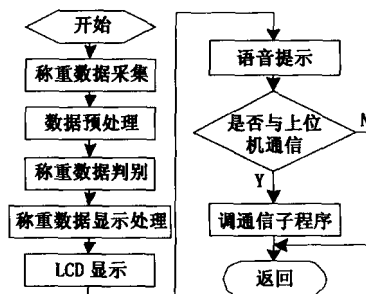 开始
称重数据采集
数据预处理
称重数据判别
称重数据显示处理
LCD 显示
语音提示
是否与上位
机通信
N
Y
调通信子程序
返回